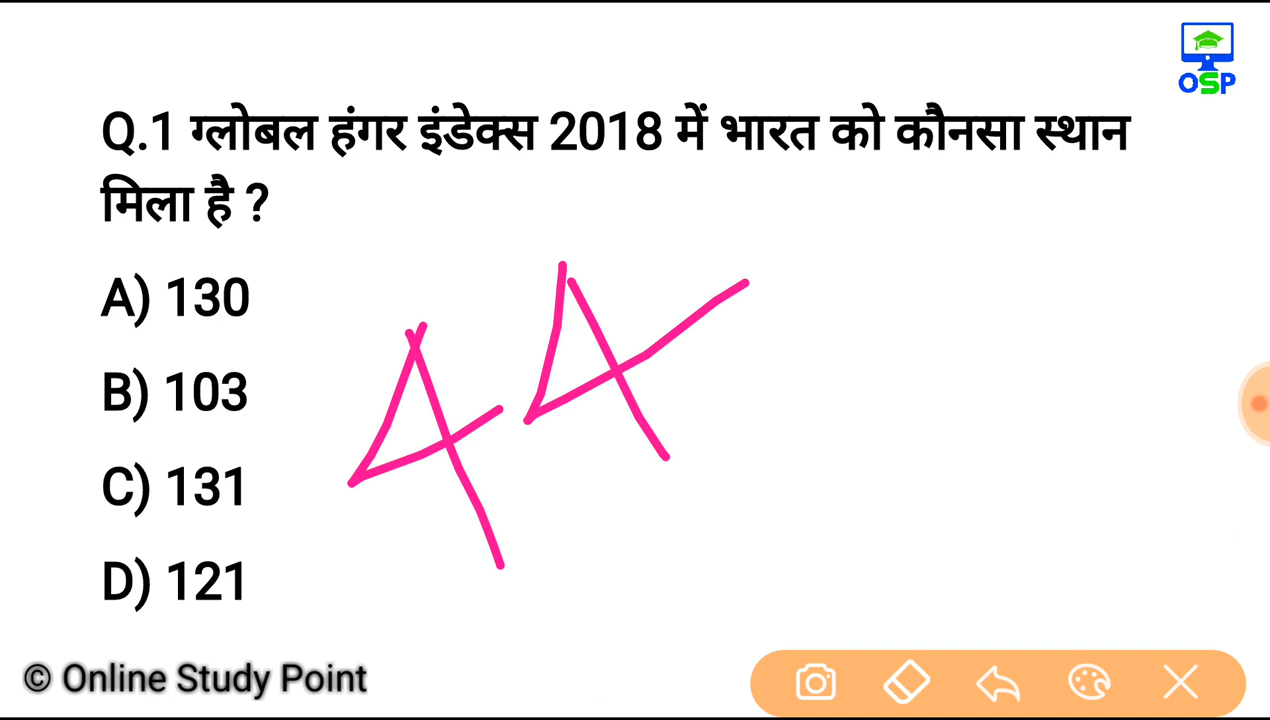 OSP
Q.1 ग्लोबल हंगर इंडेक्स 2018 में भारत को कौनसा स्थान
मिला है ?
A) 130
B) 103
C) 131
D) 121
44
© Online Study Point